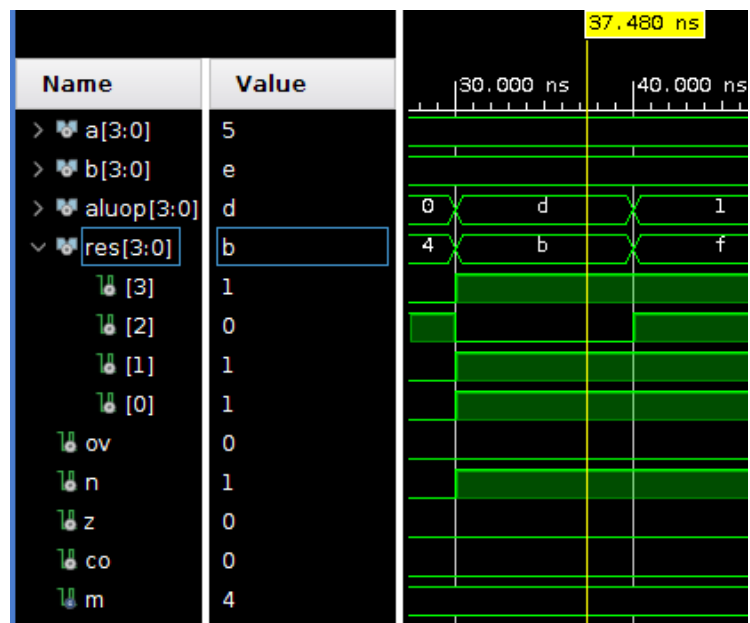 37.480 ns
Name Value 30.000 ns 40.000 ns
a[3:0] 5
b[3:0] e
aluop[3:0] d 0 d 1
res[3:0] b 4 b f
[3] 1
[2] 0
[1] 1
[0] 1
ov 0
n 1
z 0
co 0
m 4